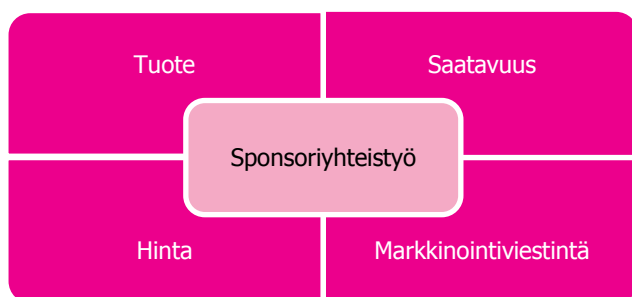 Tuote
Saatavuus
Sponsoriyhteistyö
Hinta
Markkinointiviestintä